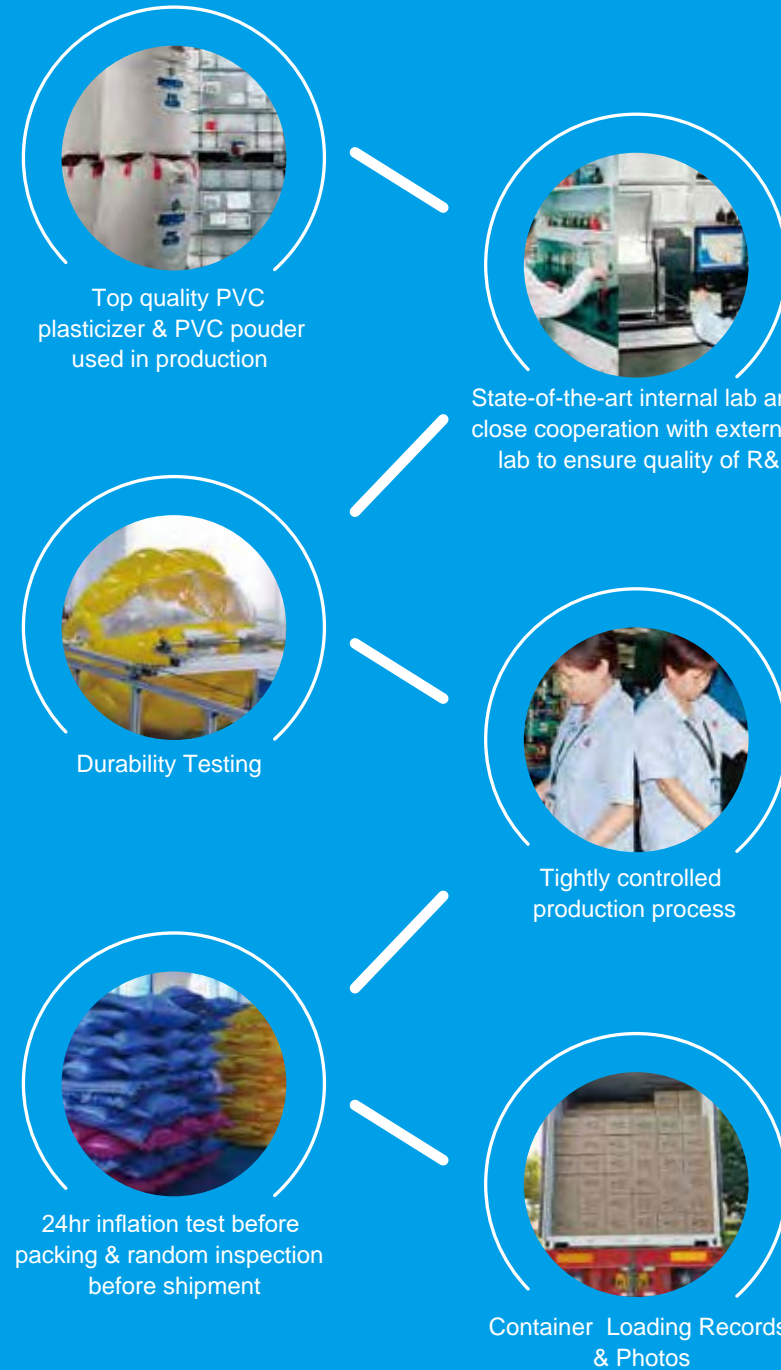 Top quality PVC
plasticizer & PVC pouder
used in production
State-of-the-art internal lab
close cooperation with
lab to ensure quality of
Durability Testing
Tightly controlled
production process
24hr inflation test before
packing & random inspection
before shipment
Container Loading Records
& Photos